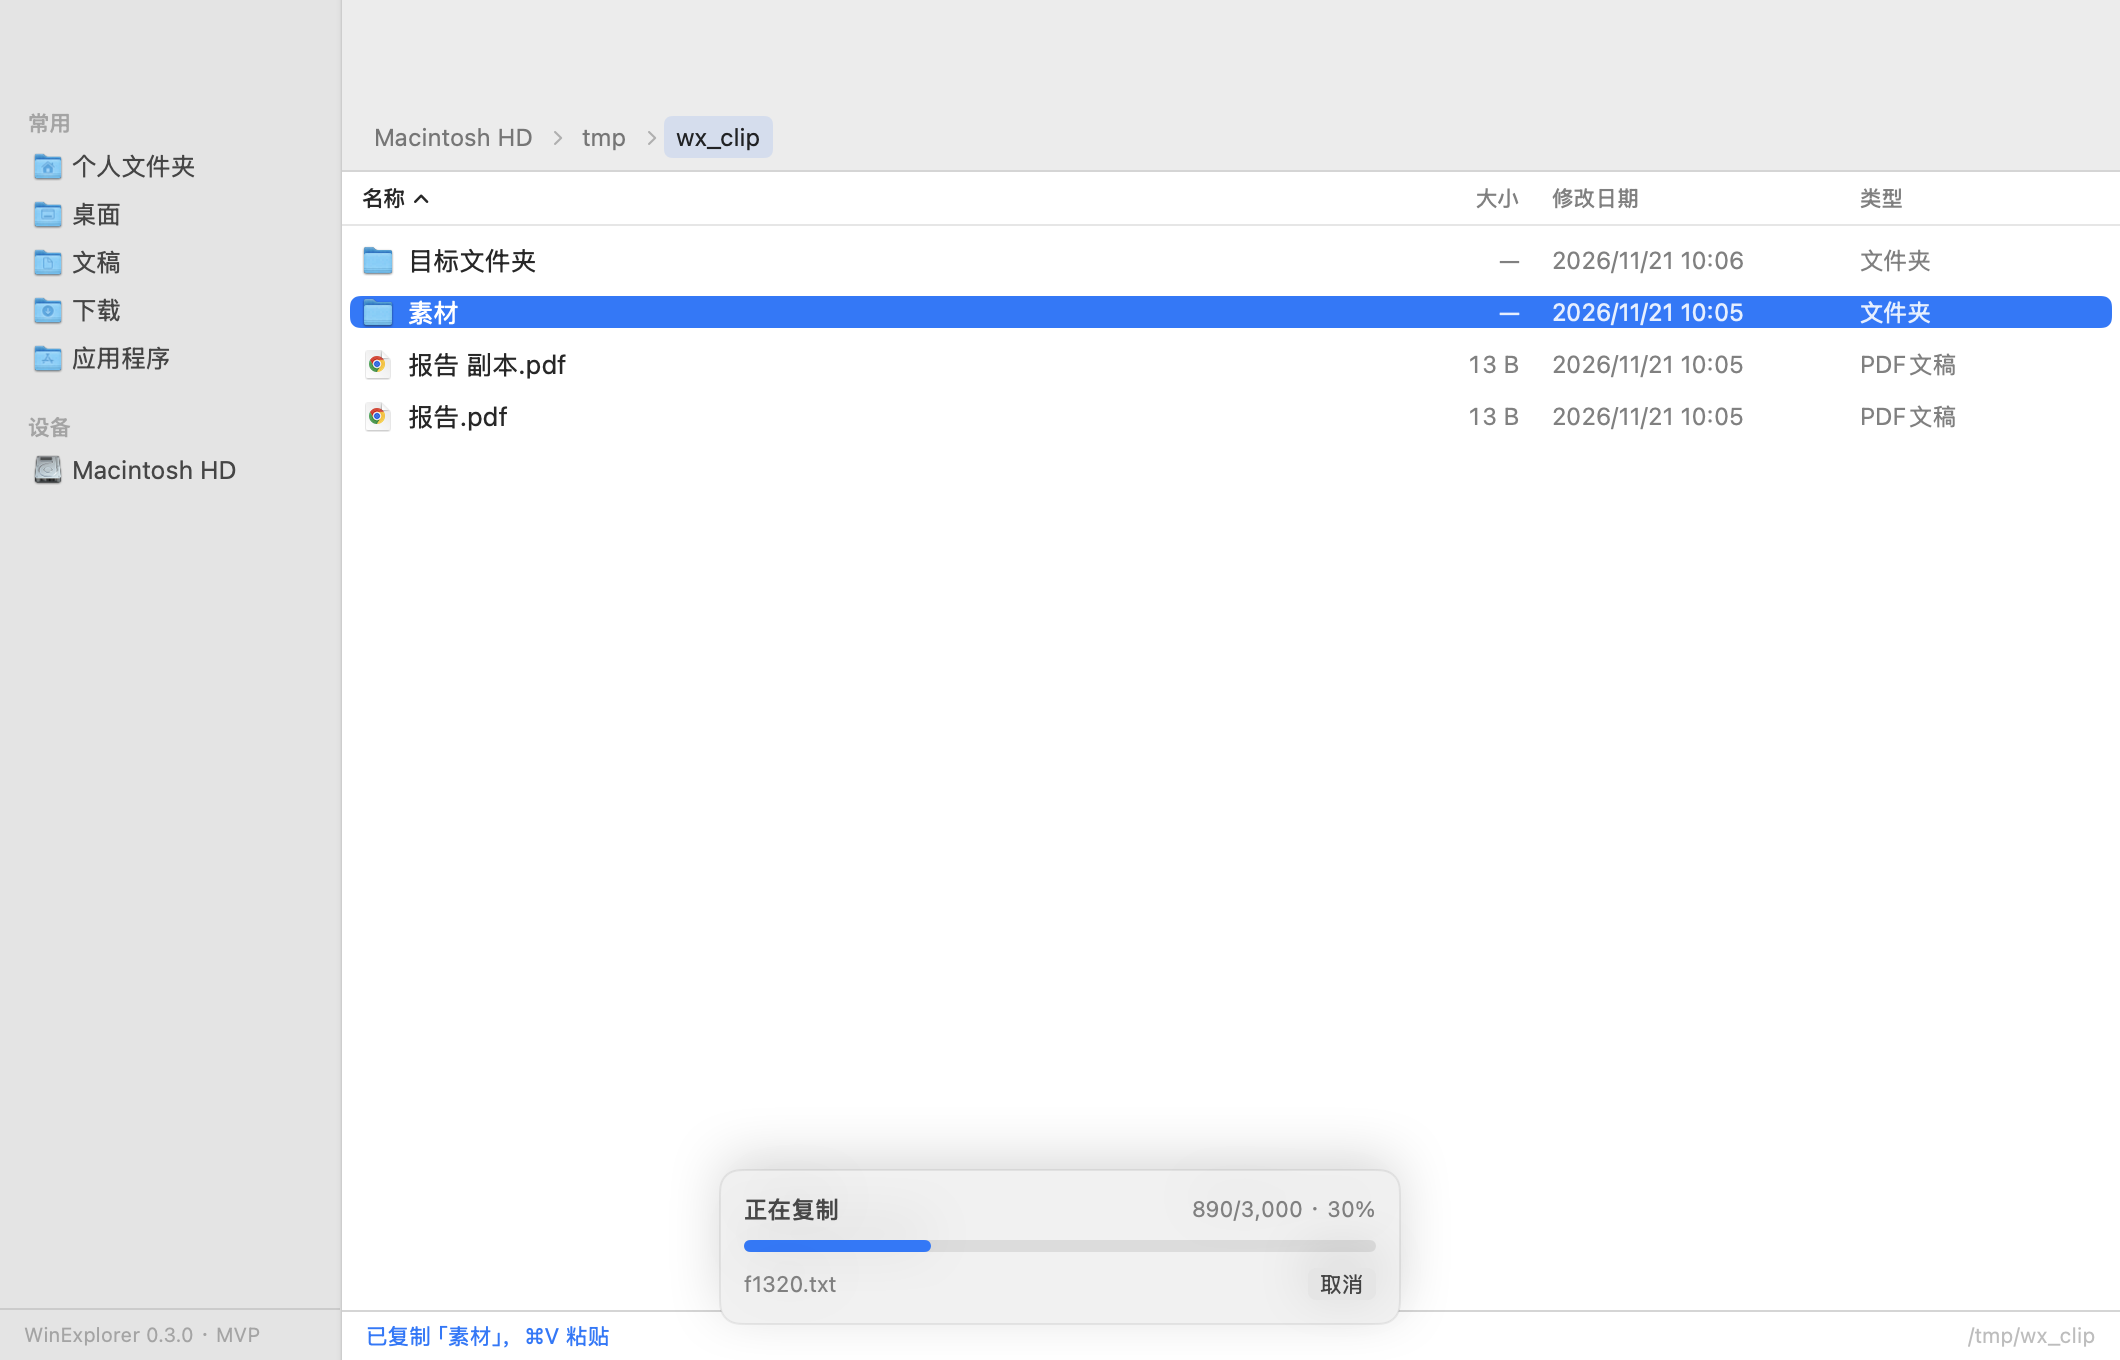 常用
个人文件夹
桌面
文稿
下载
应用程序
设备
Macintosh HD
WinExplorer 0.3.0 · MVP
Macintosh HD > tmp > wx_clip
名称 大小 修改日期 类型
目标文件夹 — 2026/11/21 10:06 文件夹
素材 — 2026/11/21 10:05 文件夹
报告 副本.pdf 13 B 2026/11/21 10:05 PDF文稿
报告.pdf 13 B 2026/11/21 10:05 PDF文稿
正在复制 890/3,000 · 30%
f1320.txt 取消
已复制「素材」，⌘V 粘贴 /tmp/wx_clip